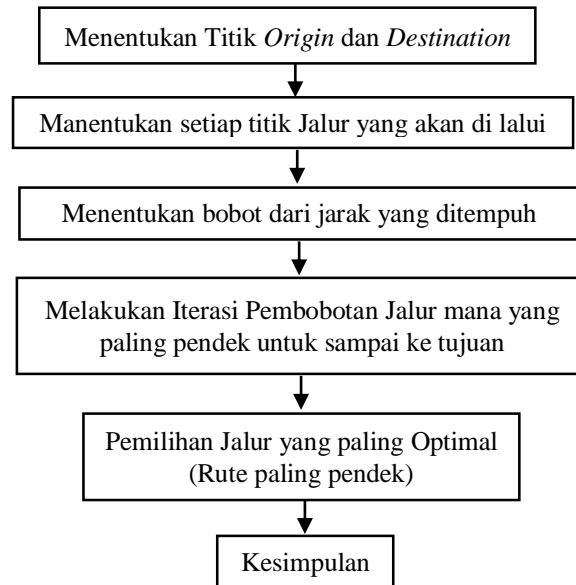 Menentukan Titik Origin dan Destination
Manentukan setiap titik Jalur yang akan di lalui
Menentukan bobot dari jarak yang ditempuh
Melakukan Iterasi Pembobotan Jalur mana yang
paling pendek untuk sampai ke tujuan
Pemilihan Jalur yang paling Optimal
(Rute paling pendek)
Kesimpulan